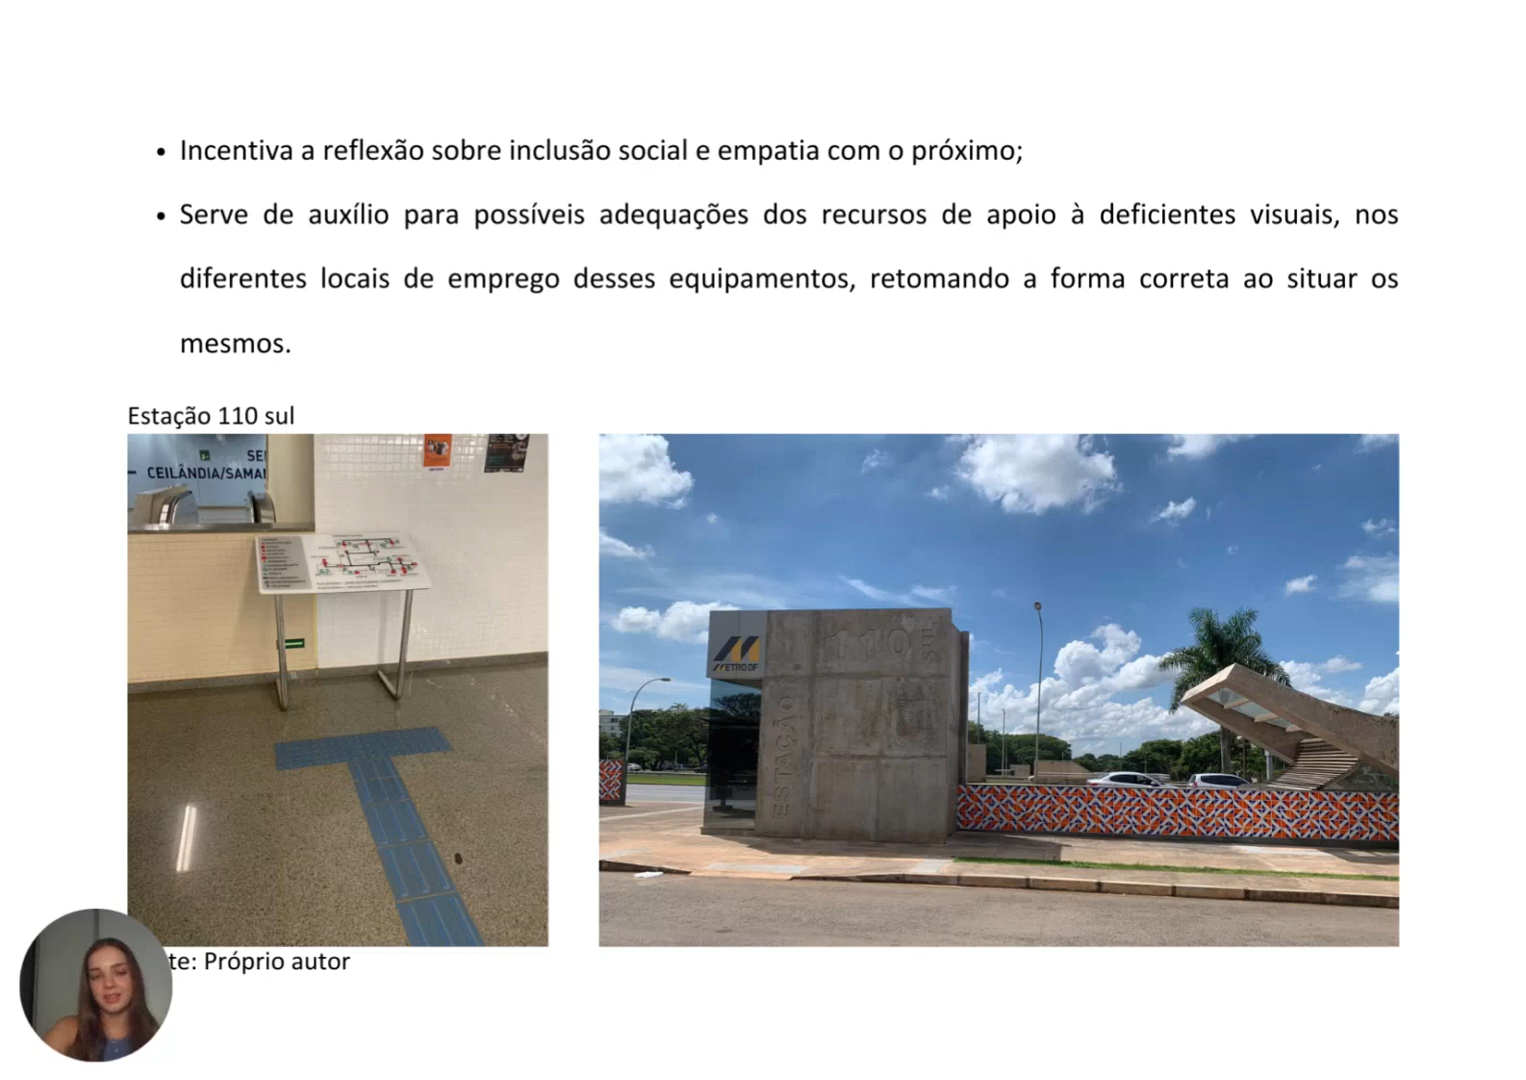 • Incentiva a reflexão sobre inclusão social e empatia com o próximo;
• Serve de auxílio para possíveis adequações dos recursos de apoio à deficientes visuais, nos
diferentes locais de emprego desses equipamentos, retomando a forma correta ao situar os
mesmos.
Estação 110 sul
SE
CEILÂNDIA/SAMA
110
SUL
METRO DF
ESTAÇÃO
te: Próprio autor